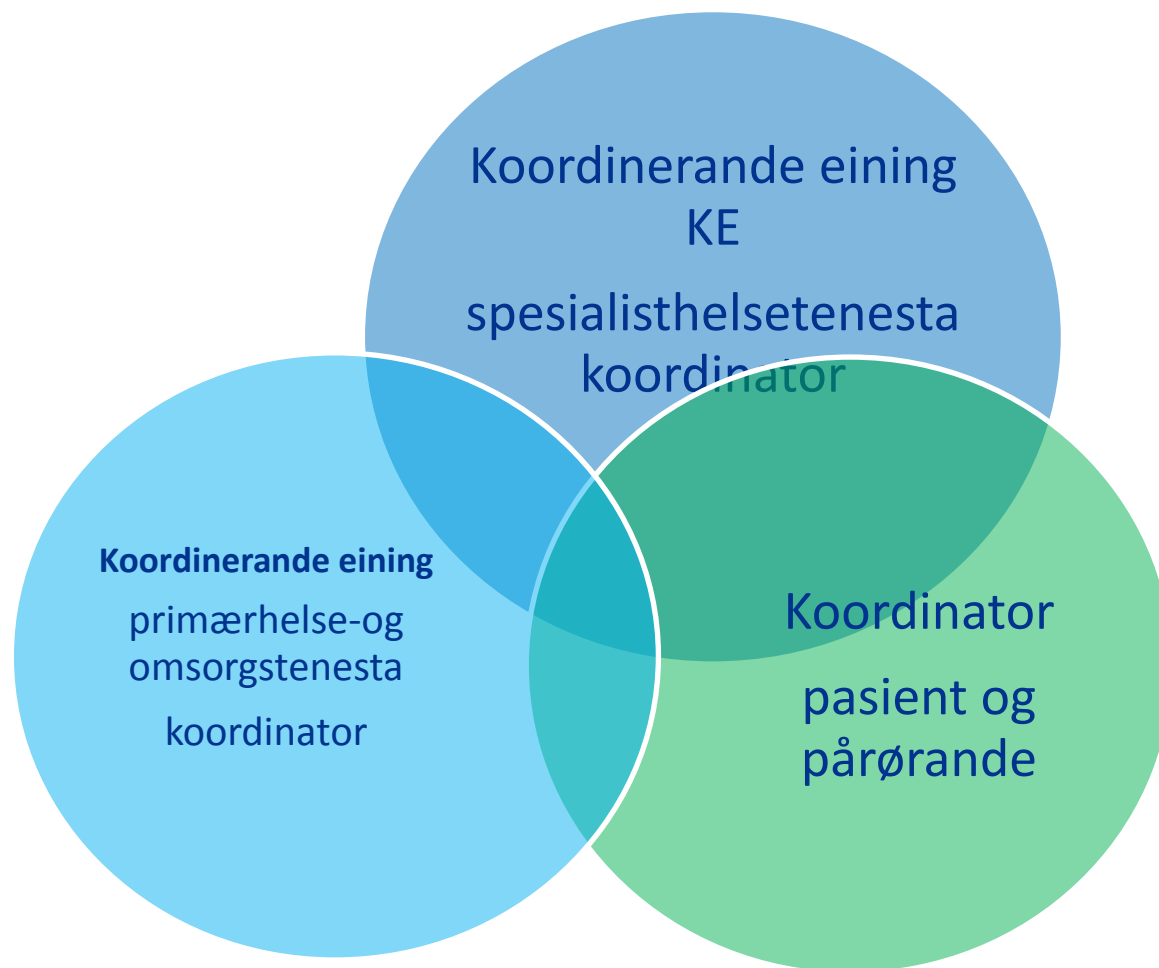 Koordinerande eining
KE
spesialisthelsetenesta
koordinator
Koordinerande eining
primærhelse-og
omsorgstenesta
koordinator
Koordinator
pasient og
pårørande